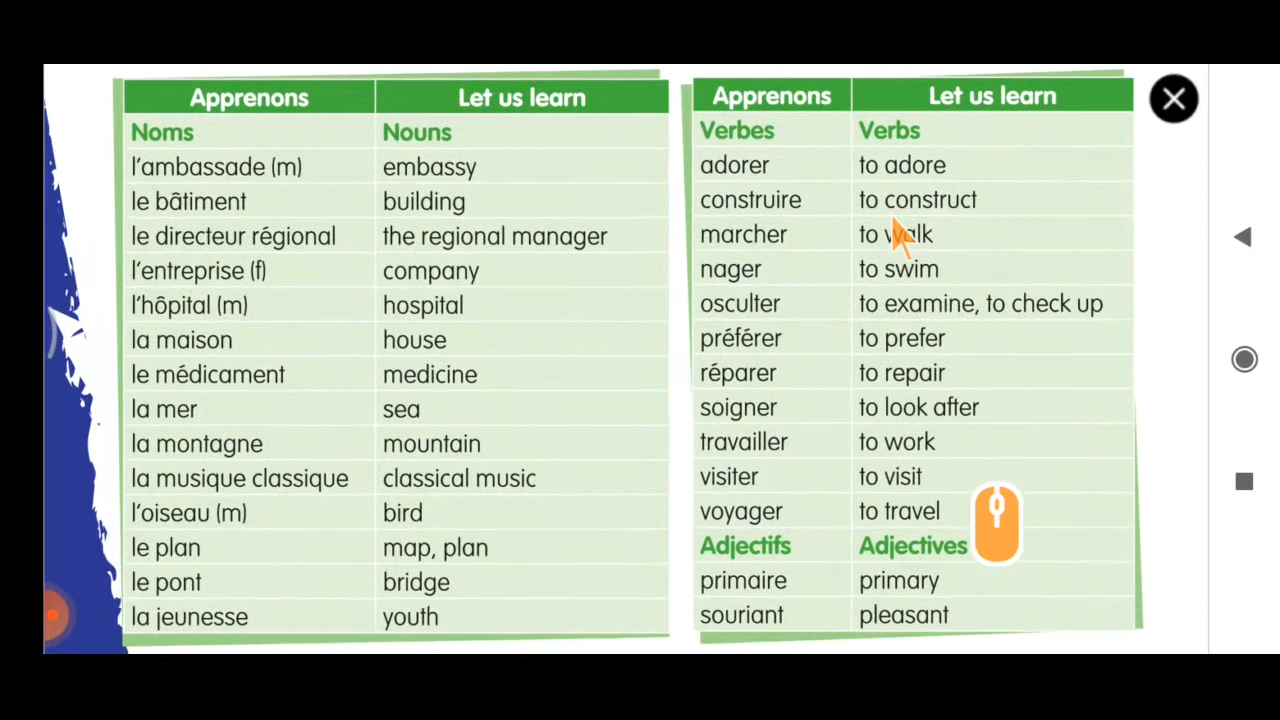 Apprenons Let us learn
Noms Nouns
l'ambassade (m) embassy
le bâtiment building
le directeur régional the regional manager
l'entreprise (f) company
l'hôpital (m) hospital
la maison house
le médicament medicine
la mer sea
la montagne mountain
la musique classique classical music
l'oiseau (m) bird
le plan map, plan
le pont bridge
la jeunesse youth
Apprenons Let us learn
Verbes Verbs
adorer to adore
construire to construct
marcher to walk
nager to swim
osculter to examine, to check up
préférer to prefer
réparer to repair
soigner to look after
travailler to work
visiter to visit
voyager to travel
Adjectifs Adjectives
primaire primary
souriant pleasant